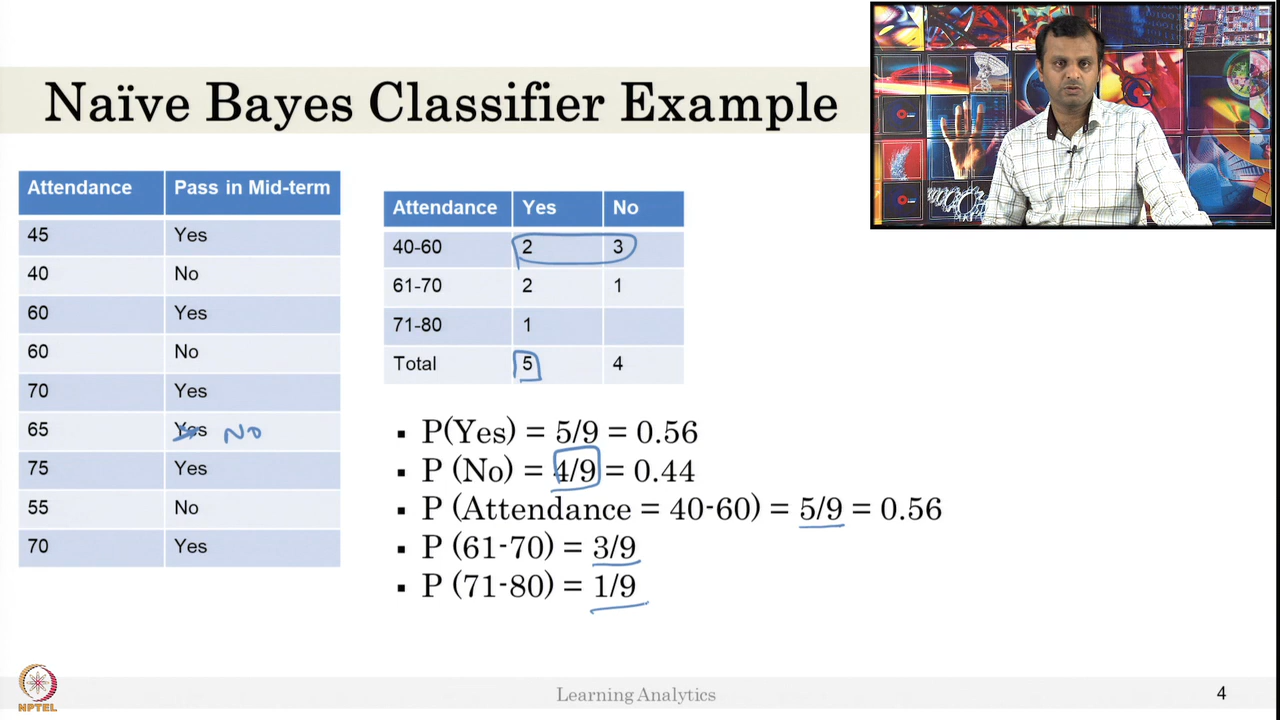 Naïve Bayes Classifier Example
Attendance Pass in Mid-term
45 Yes
40 No
60 Yes
60 No
70 Yes
65 Yes No
75 Yes
55 No
70 Yes
Attendance Yes No
40-60 2 3
61-70 2 1
71-80 1
Total 5 4
▪ P(Yes) = 5/9 = 0.56
▪ P (No) = 4/9 = 0.44
▪ P (Attendance = 40-60) = 5/9 = 0.56
▪ P (61-70) = 3/9
▪ P (71-80) = 1/9
NPTEL
Learning Analytics
4